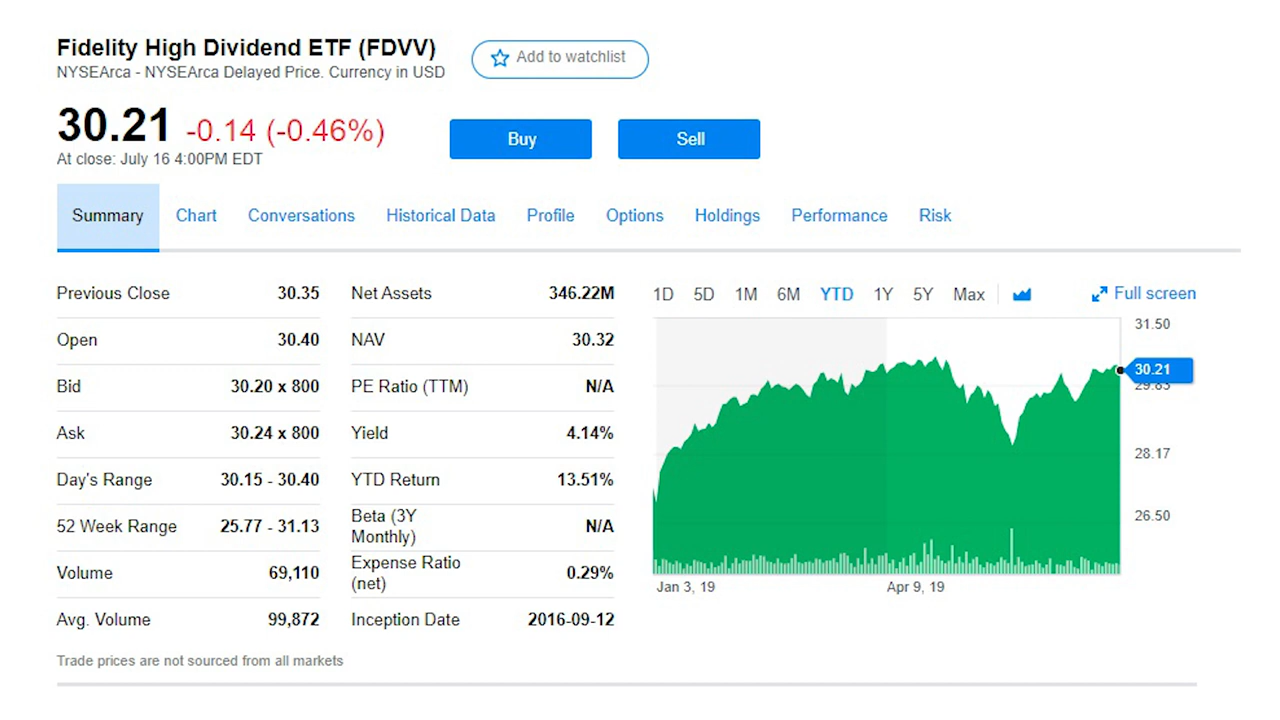 Fidelity High Dividend ETF (FDVV)
Add to watchlist
NYSEArca - NYSEArca Delayed Price. Currency in USD
30.21 -0.14 (-0.46%)
Buy
Sell
At close: July 16 4:00PM EDT
Summary Chart Conversations Historical Data Profile Options Holdings Performance Risk
Previous Close 30.35
Open 30.40
Bid 30.20 x 800
Ask 30.24 x 800
Day's Range 30.15 - 30.40
52 Week Range 25.77 - 31.13
Volume 69,110
Avg. Volume 99,872
Net Assets 346.22M
NAV 30.32
PE Ratio (TTM) N/A
Yield 4.14%
YTD Return 13.51%
Beta (3Y
Monthly) N/A
Expense Ratio
(net) 0.29%
Inception Date 2016-09-12
1D 5D 1M 6M YTD 1Y 5Y Max Full screen
31.50
30.21
29.83
28.17
26.50
Jan 3, 19 Apr 9, 19
Trade prices are not sourced from all markets